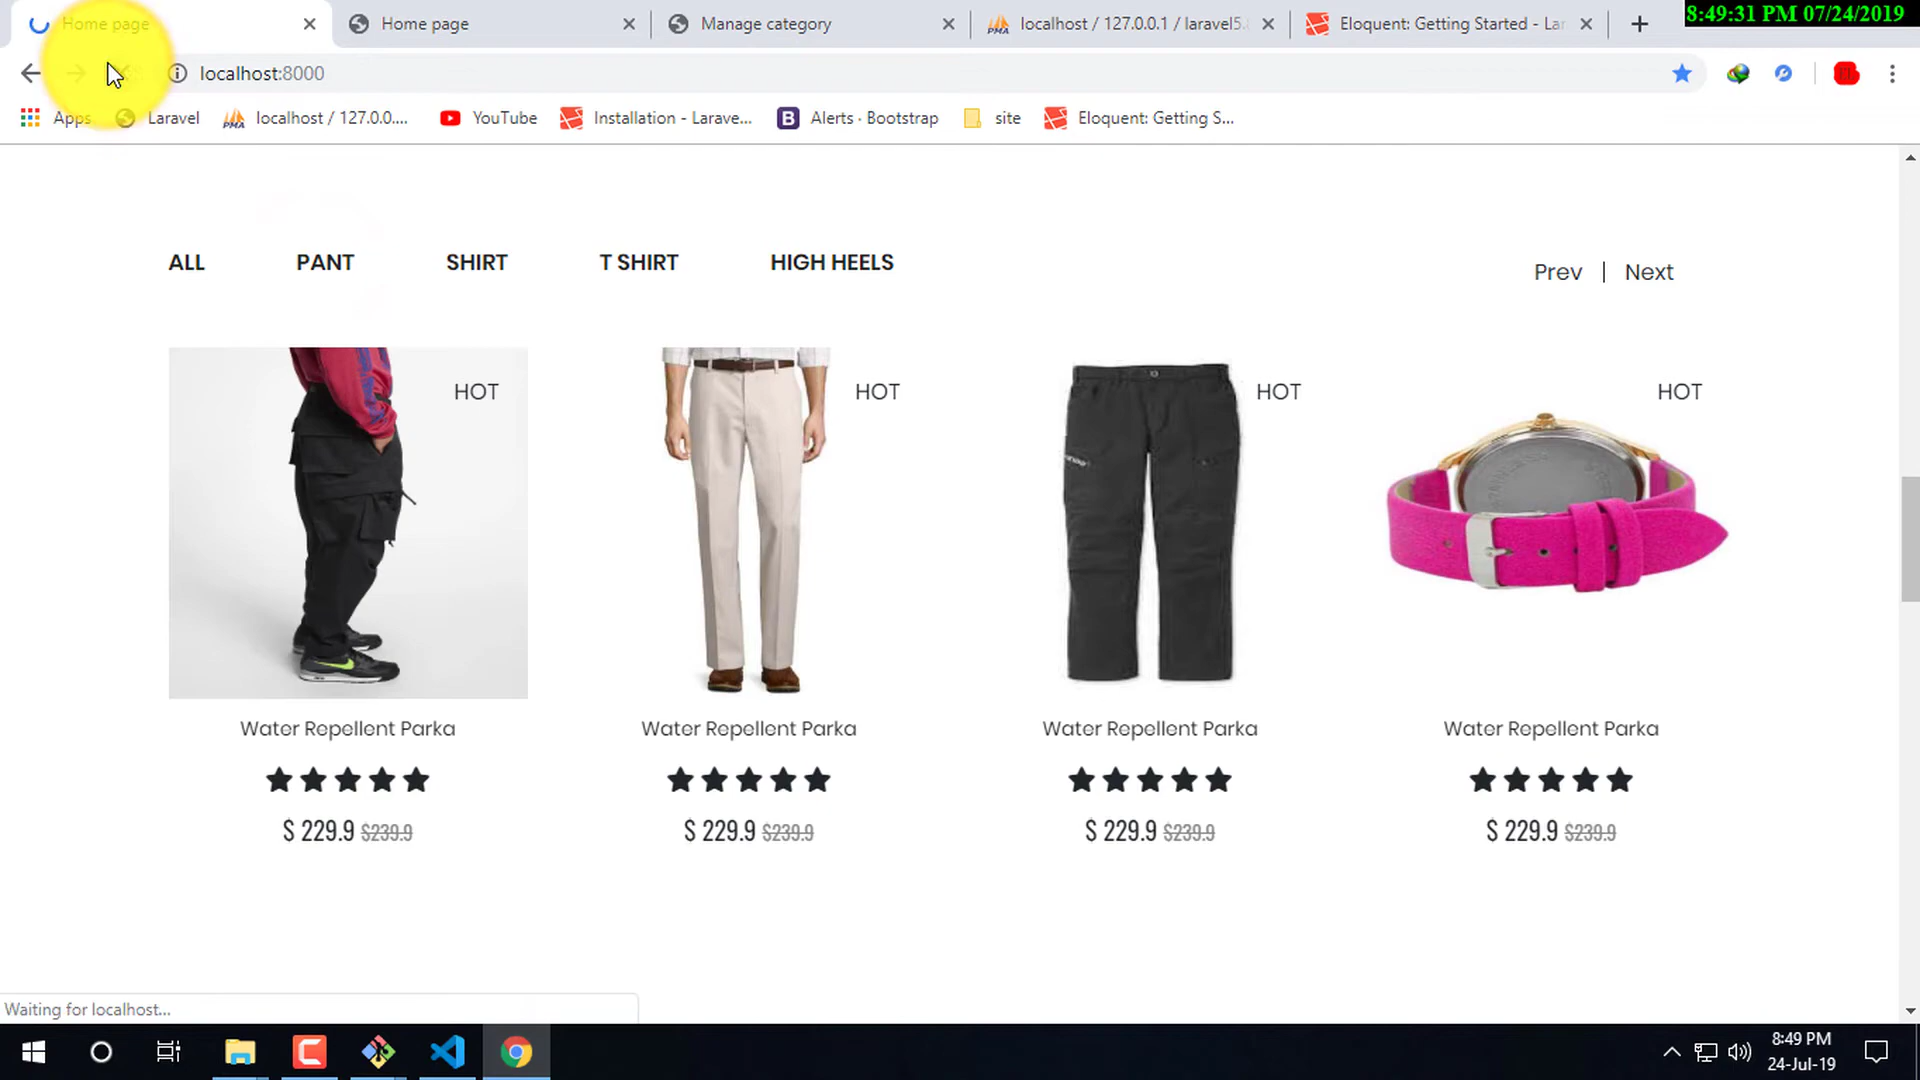 Home page
Home page
Manage category
localhost / 127.0.0.1 / laravel5.
Eloquent: Getting Started - Lar
8:49:31 PM 07/24/2019
localhost:8000
Apps
Laravel
localhost / 127.0.0....
YouTube
Installation - Larave...
Alerts · Bootstrap
site
Eloquent: Getting S...
ALL
PANT
SHIRT
T SHIRT
HIGH HEELS
Prev | Next
HOT
HOT
HOT
HOT
Water Repellent Parka
Water Repellent Parka
Water Repellent Parka
Water Repellent Parka
$ 229.9 $239.9
$ 229.9 $239.9
$ 229.9 $239.9
$ 229.9 $239.9
Waiting for localhost...
8:49 PM
24-Jul-19